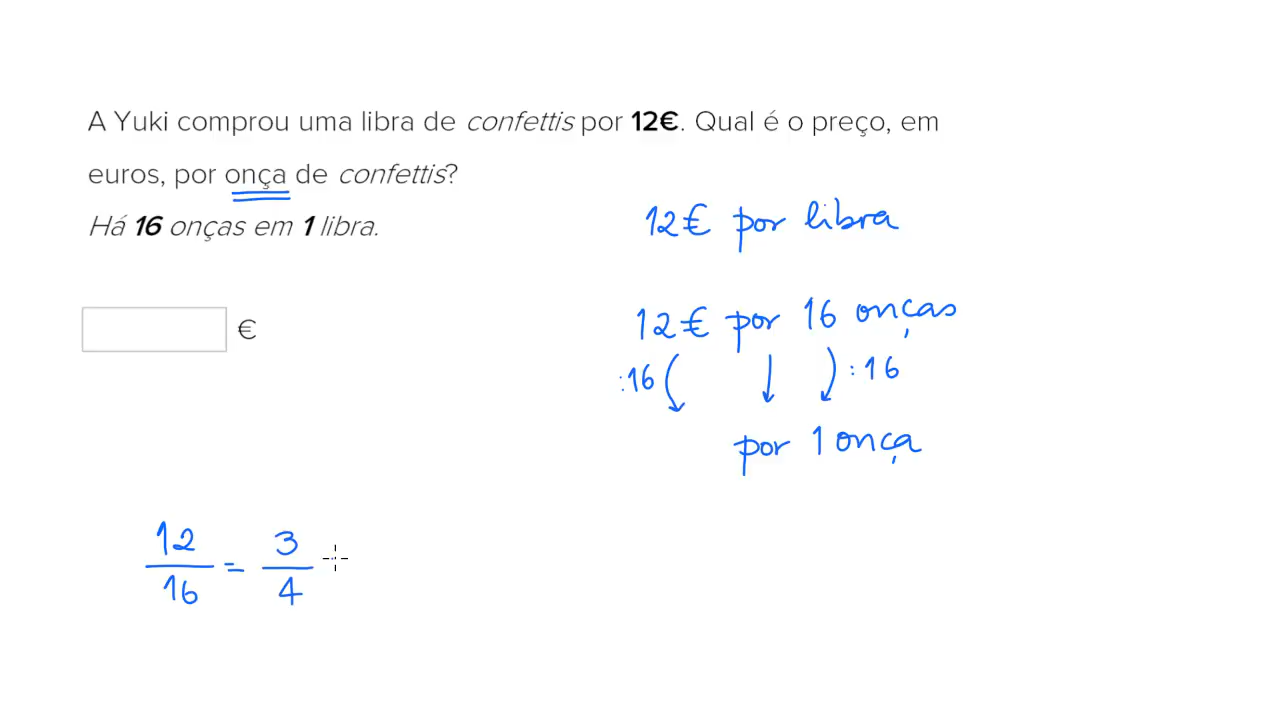 A Yuki comprou uma libra de confettis por 12€. Qual é o preço, em
euros, por onça de confettis?
Há 16 onças em 1 libra.
€
12€ por libra
12€ por 16 onças
:16 :16
por 1 onça
12/16 = 3/4